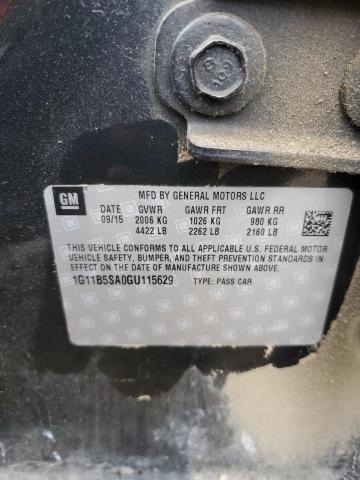 GM
MFD BY GENERAL MOTORS LLC
DATE GVWR GAWR FRT GAWR RR
09/15 2006 KG 1026 KG 980 KG
4422 LB 2262 LB 2160 LB
THIS VEHICLE CONFORMS TO ALL APPLICABLE U.S. FEDERAL MOTOR
VEHICLE SAFETY, BUMPER, AND THEFT PREVENTION STANDARDS IN
EFFECT ON THE DATE OF MANUFACTURE SHOWN ABOVE.
1G11B5SA0GU115629 TYPE: PASS CAR